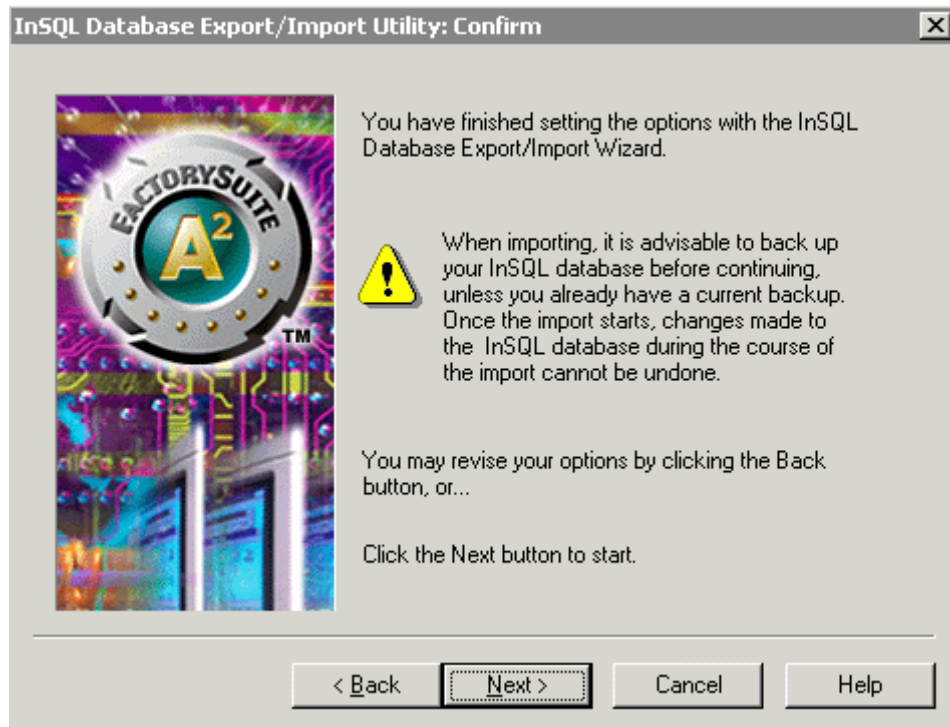 InSQL Database Export/Import Utility: Confirm
FACTORYSUITE
A2
TM
You have finished setting the options with the InSQL
Database Export/Import Wizard.
When importing, it is advisable to back up
your InSQL database before continuing,
unless you already have a current backup.
Once the import starts, changes made to
the InSQL database during the course of
the import cannot be undone.
You may revise your options by clicking the Back
button, or...
Click the Next button to start.
< Back
Next >
Cancel
Help